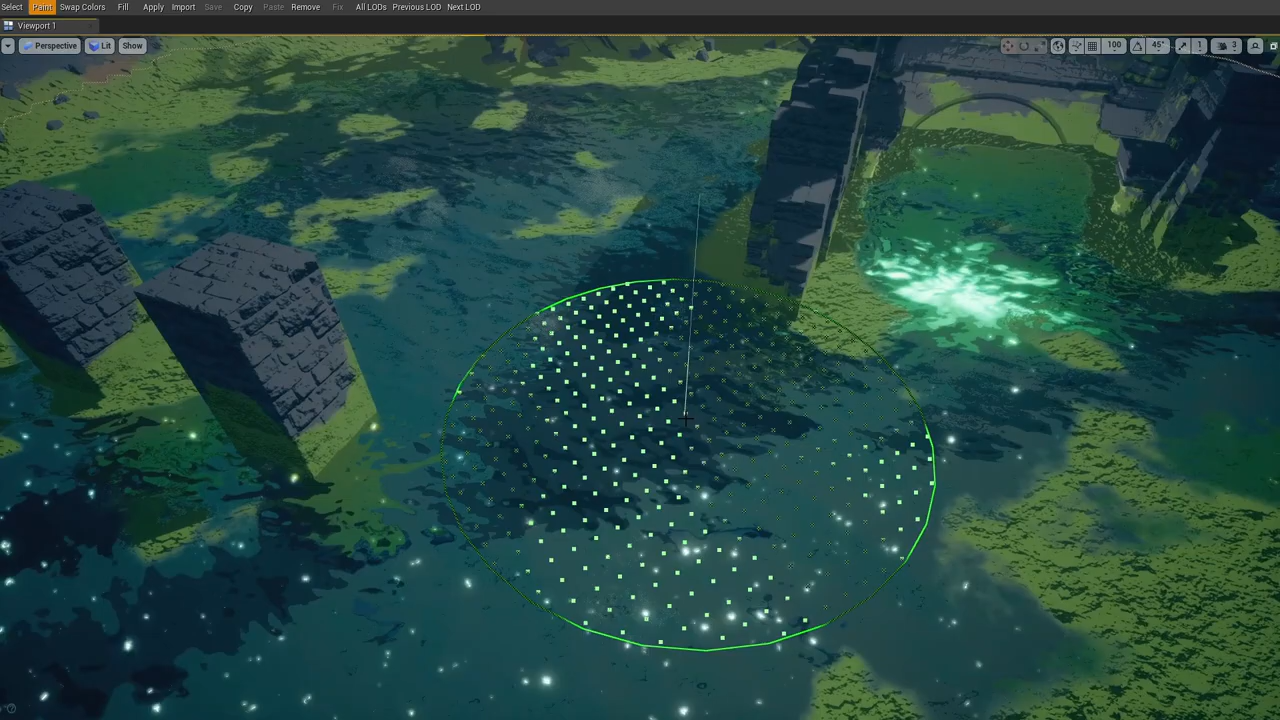 Select Paint Swap Colors Fill Apply Import Save Copy Paste Remove Fix All LODs Previous LOD Next LOD
Viewport 1
Perspective Lit Show 100 45° 1 3